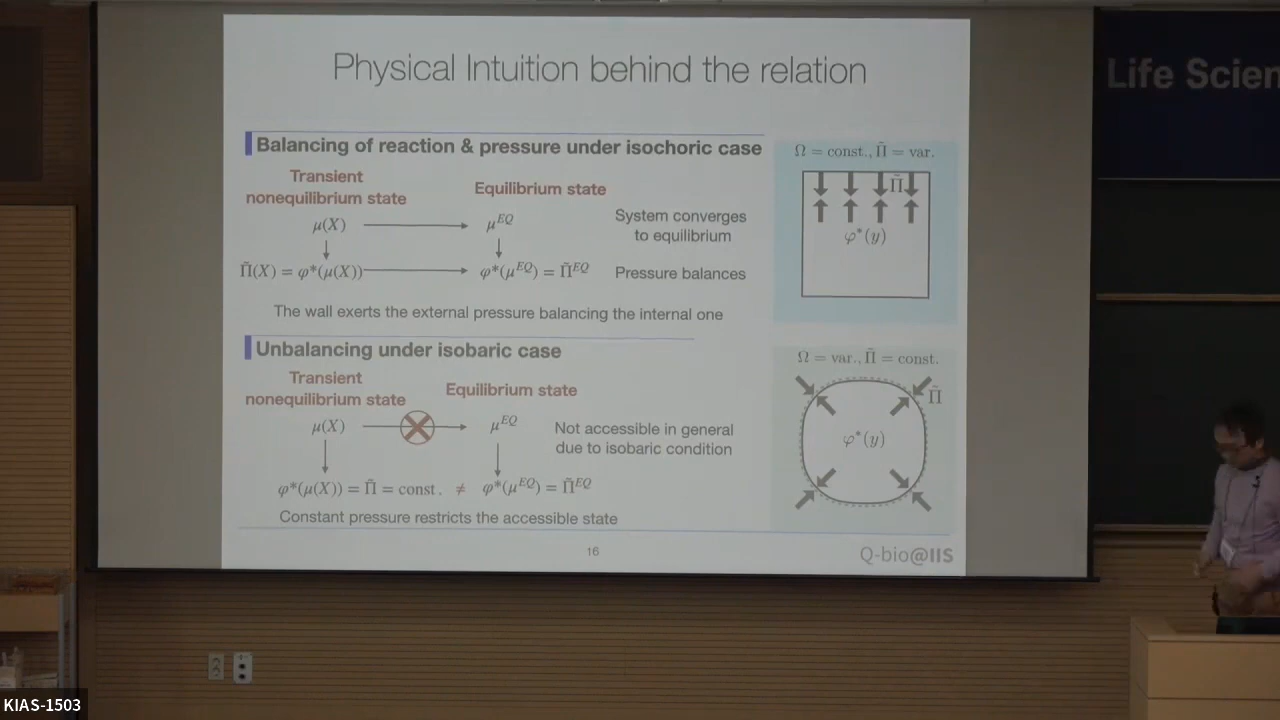 Physical Intuition behind the relation
Life Scien
Balancing of reaction & pressure under isochoric case
Transient
nonequilibrium state
Equilibrium state
μ(X)
μ^{EQ}
System converges
to equilibrium
Π̃(X) = φ*(μ(X))
φ*(μ^{EQ}) = Π̃^{EQ}
Pressure balances
The wall exerts the external pressure balancing the internal one
Ω = const., Π̃ = var.
Π̃
φ*(y)
Unbalancing under isobaric case
Transient
nonequilibrium state
Equilibrium state
μ(X)
μ^{EQ}
Not accessible in general
due to isobaric condition
φ*(μ(X)) = Π̃ = const. ≠ φ*(μ^{EQ}) = Π̃^{EQ}
Constant pressure restricts the accessible state
Ω = var., Π̃ = const.
Π̃
φ*(y)
16
Q-bio@IIS
KIAS-1503